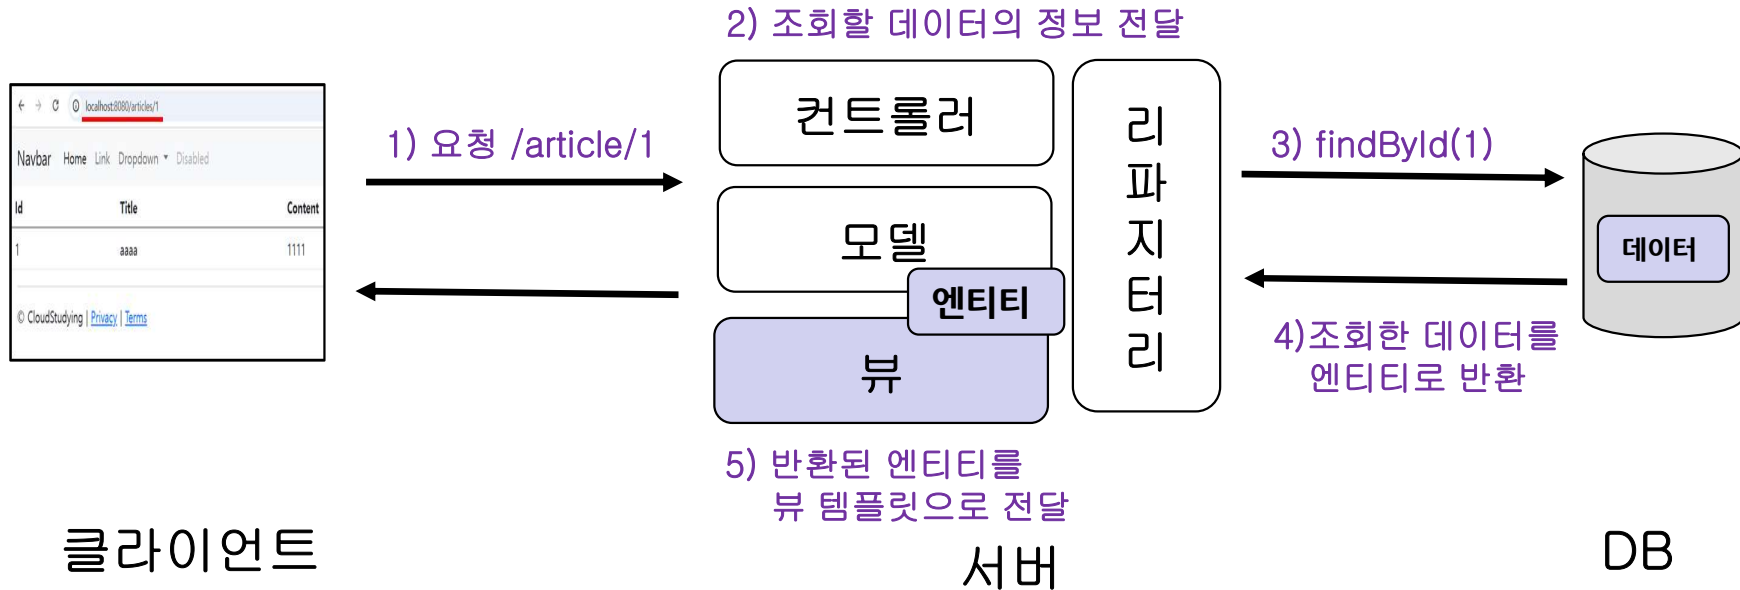 2) 조회할 데이터의 정보 전달
localhost:8080/articles/1
Navbar Home Link Dropdown Disabled
Id Title Content
1 aaaa 1111
© CloudStudying | Privacy | Terms
1) 요청 /article/1
컨트롤러
모델
엔티티
뷰
리파지터리
3) findById(1)
데이터
4)조회한 데이터를
엔티티로 반환
5) 반환된 엔티티를
뷰 템플릿으로 전달
클라이언트
서버
DB